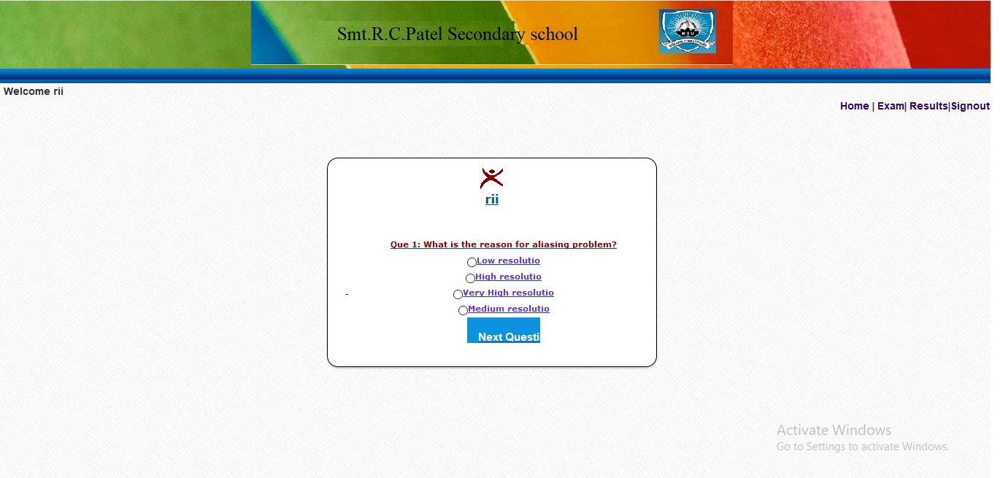 Smt.R.C.Patel Secondary school
Welcome rii
Home | Exam| Results|Signout
rii
Que 1: What is the reason for aliasing problem?
Low resolutio
High resolutio
Very High resolutio
Medium resolutio
Next Questi
Activate Windows
Go to Settings to activate Windows.